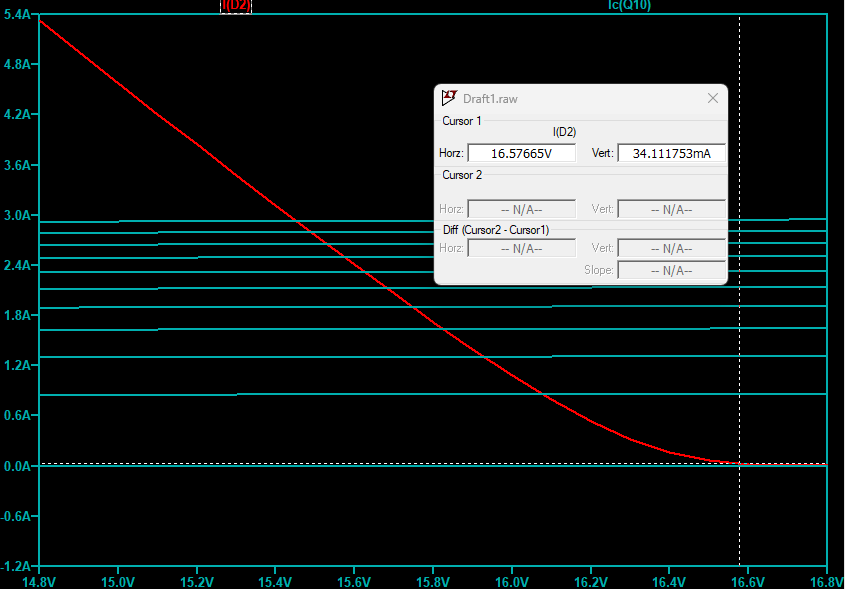 I(D2) Ic(Q10)
5.4A
4.8A
4.2A
3.6A
3.0A
2.4A
1.8A
1.2A
0.6A
0.0A
-0.6A
-1.2A
14.8V 15.0V 15.2V 15.4V 15.6V 15.8V 16.0V 16.2V 16.4V 16.6V 16.8V
Draft1.raw
Cursor 1
I(D2)
Horz: 16.57665V Vert: 34.111753mA
Cursor 2
Horz: -- N/A-- Vert: -- N/A--
Diff (Cursor2 - Cursor1)
Horz: -- N/A-- Vert: -- N/A--
Slope: -- N/A--